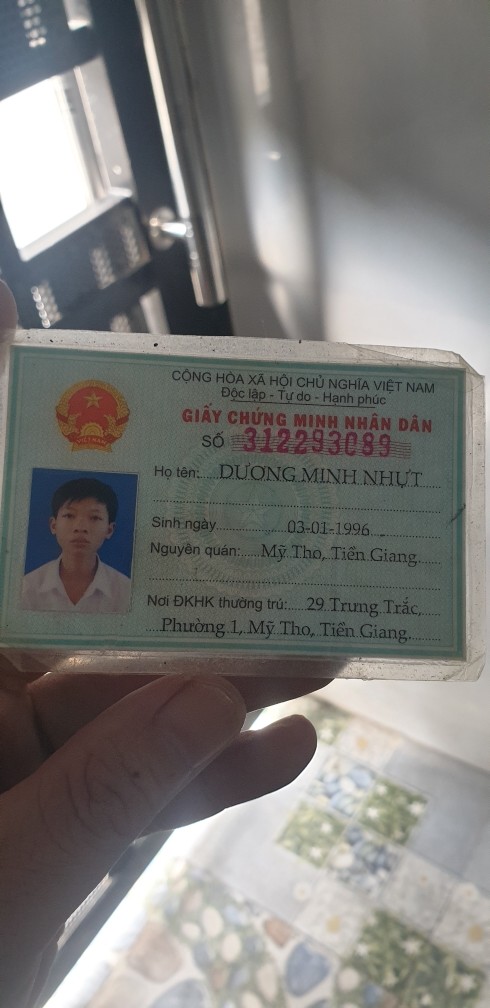 CỘNG HÒA XÃ HỘI CHỦ NGHĨA VIỆT NAM
Độc lập - Tự do - Hạnh phúc
GIẤY CHỨNG MINH NHÂN DÂN
SỐ 312293089
Họ tên: DƯƠNG MINH NHỰT
Sinh ngày 03-01-1996
Nguyên quán: Mỹ Tho, Tiền Giang.
Nơi ĐKHK thường trú: 29 Trưng Trắc,
Phường 1, Mỹ Tho, Tiền Giang.
VIỆT NAM